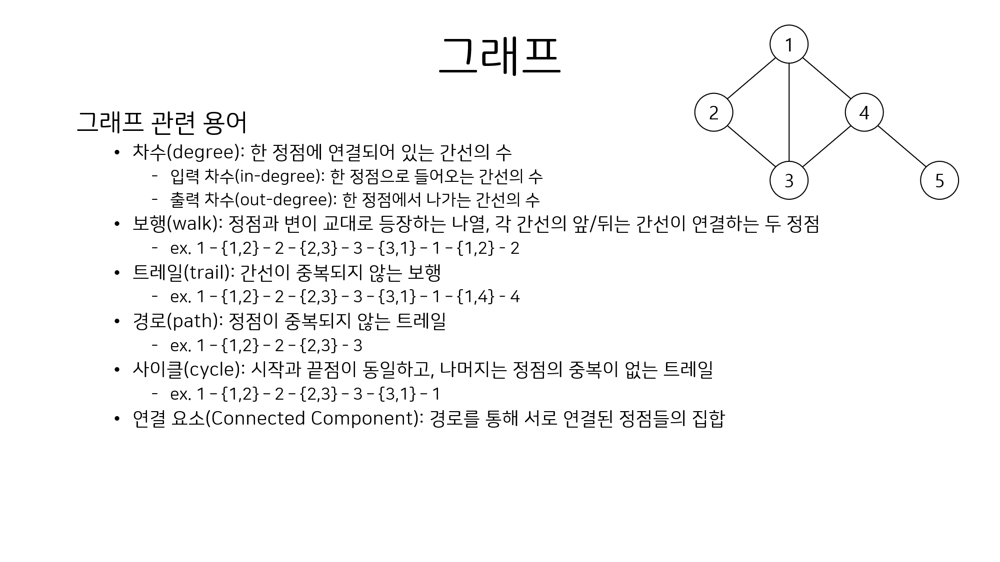 그래프
1
2
4
3
5
그래프 관련 용어
• 차수(degree): 한 정점에 연결되어 있는 간선의 수
- 입력 차수(in-degree): 한 정점으로 들어오는 간선의 수
- 출력 차수(out-degree): 한 정점에서 나가는 간선의 수
• 보행(walk): 정점과 변이 교대로 등장하는 나열, 각 간선의 앞/뒤는 간선이 연결하는 두 정점
- ex. 1 – {1,2} – 2 – {2,3} – 3 – {3,1} – 1 – {1,2} - 2
• 트레일(trail): 간선이 중복되지 않는 보행
- ex. 1 – {1,2} – 2 – {2,3} – 3 – {3,1} – 1 – {1,4} - 4
• 경로(path): 정점이 중복되지 않는 트레일
- ex. 1 – {1,2} – 2 – {2,3} - 3
• 사이클(cycle): 시작과 끝점이 동일하고, 나머지는 정점의 중복이 없는 트레일
- ex. 1 – {1,2} – 2 – {2,3} – 3 – {3,1} – 1
• 연결 요소(Connected Component): 경로를 통해 서로 연결된 정점들의 집합